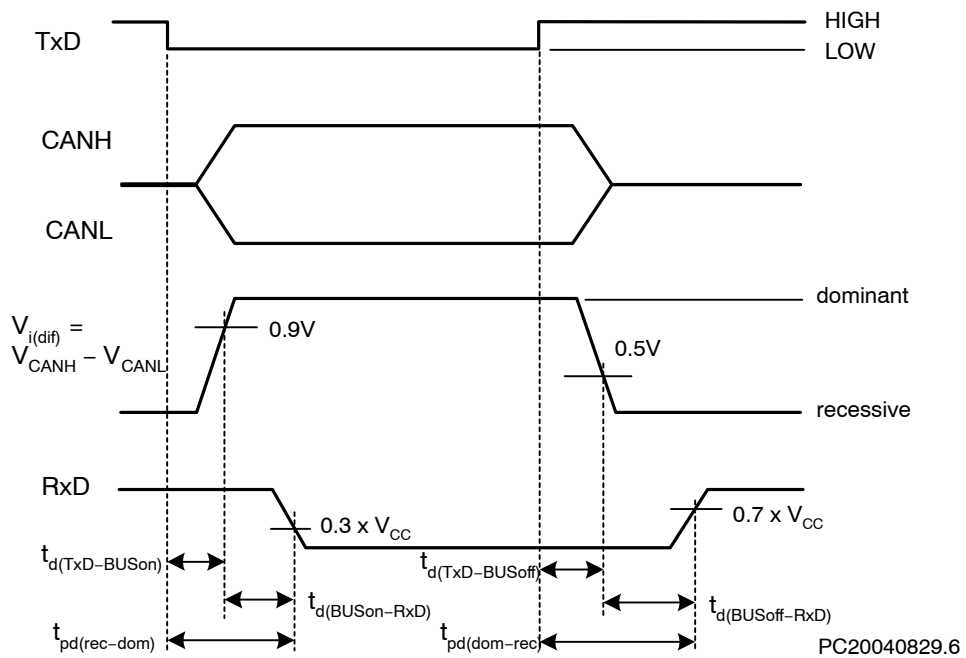 TxD
HIGH
LOW
CANH
CANL
dominant
V_i(dif) =
V_CANH – V_CANL
0.9V
0.5V
recessive
RxD
0.3 x V_CC
0.7 x V_CC
t_d(TxD–BUSon)
t_d(TxD–BUSoff)
t_d(BUSon–RxD)
t_d(BUSoff–RxD)
t_pd(rec–dom)
t_pd(dom–rec)
PC20040829.6